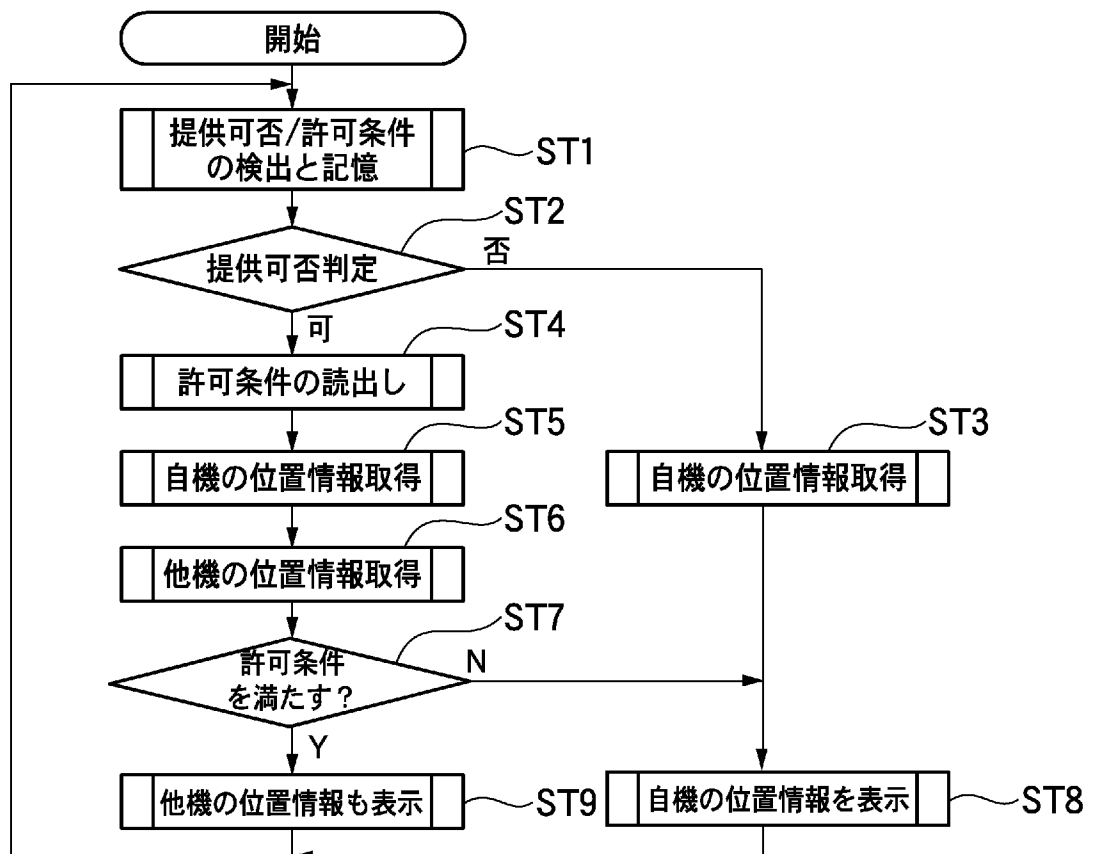 開始
提供可否/許可条件
の検出と記憶
ST1
ST2
提供可否判定
否
可
ST4
許可条件の読出し
ST5
自機の位置情報取得
ST3
自機の位置情報取得
ST6
他機の位置情報取得
ST7
許可条件
を満たす？
N
Y
他機の位置情報も表示
ST9
自機の位置情報を表示
ST8